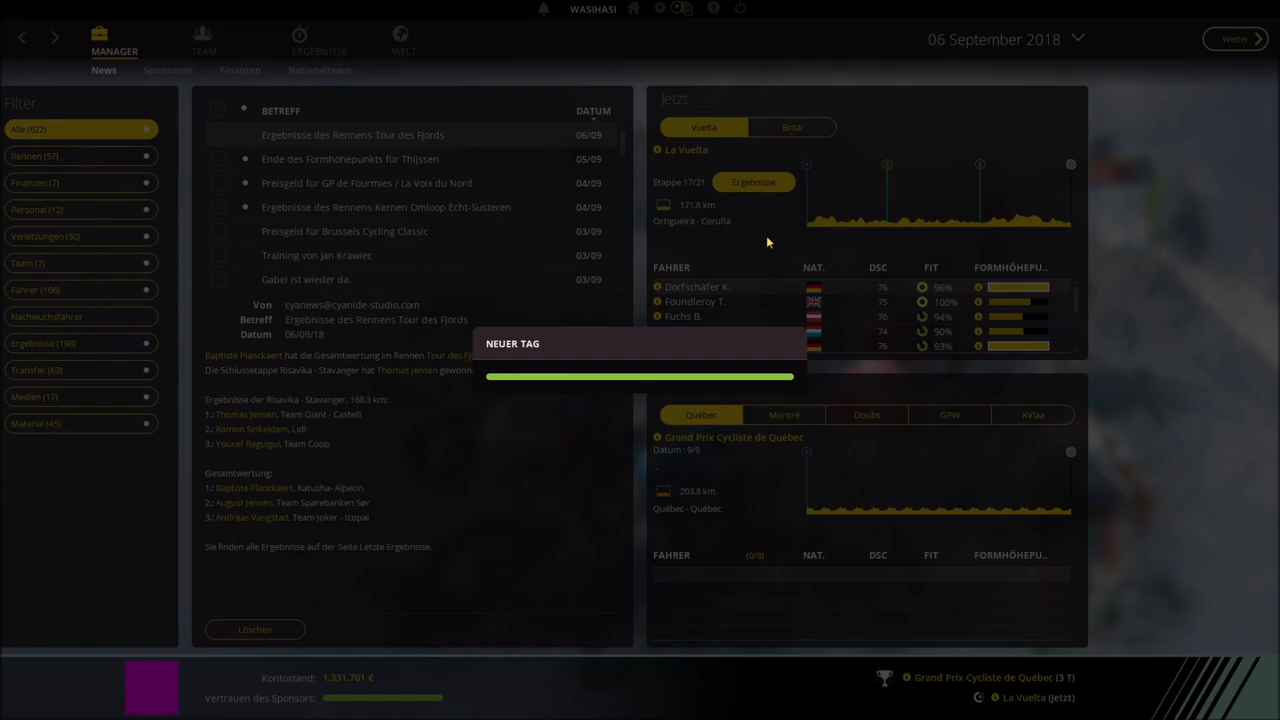 WASIHASI
MANAGER
TEAM
ERGEBNISSE
WELT
06 September 2018
Weiter
News
Sponsoren
Finanzen
Nationalteam
Filter
Alle (622)
Rennen (57)
Finanzen (7)
Personal (12)
Verletzungen (50)
Team (7)
Fahrer (166)
Nachwuchsfahrer
Ergebnisse (198)
Transfer (63)
Medien (17)
Material (45)
BETREFF DATUM
Ergebnisse des Rennens Tour des Fjords 06/09
Ende des Formhöhepunkts für Thijssen 05/09
Preisgeld für GP de Fourmies / La Voix du Nord 04/09
Ergebnisse des Rennens Kernen Omloop Echt-Susteren 04/09
Preisgeld für Brussels Cycling Classic 03/09
Training von Jan Krawiec 03/09
Gabel ist wieder da. 03/09
Von cyanews@cyanide-studio.com
Betreff Ergebnisse des Rennens Tour des Fjords
Datum 06/09/18
Baptiste Planckaert hat die Gesamtwertung im Rennen Tour des Fj
Die Schlussetappe Risavika - Stavanger hat Thomas Jensen gewonn
Ergebnisse der Risavika - Stavanger, 168.3 km:
1.: Thomas Jensen, Team Giant - Castelli
2.: Ramon Sinkeldam, Lidl
3.: Youcef Reguigui, Team Coop
Gesamtwertung:
1.: Baptiste Planckaert, Katusha- Alpecin
2.: August Jensen, Team Sparebanken Sør
3.: Andreas Vangstad, Team Joker - Icopal
Sie finden alle Ergebnisse auf der Seite Letzte Ergebnisse.
Löschen
NEUER TAG
Jetzt
Vuelta
Britai
La Vuelta
Etappe 17/21 Ergebnisse
171.8 km
Ortigueira - Coruña
FAHRER NAT. DSC FIT FORMHÖHEPU..
Dorfschäfer K. 76 96%
Foundleroy T. 75 100%
Fuchs B. 76 94%
74 90%
76 93%
Québec
Montré
Doubs
GPW
KVlaa
Grand Prix Cycliste de Québec
Datum : 9/9
203.8 km
Québec - Québec
FAHRER (0/8) NAT. DSC FIT FORMHÖHEPU..
Kontostand: 1.331.701 €
Vertrauen des Sponsors:
Grand Prix Cycliste de Québec (3 T)
La Vuelta (Jetzt)